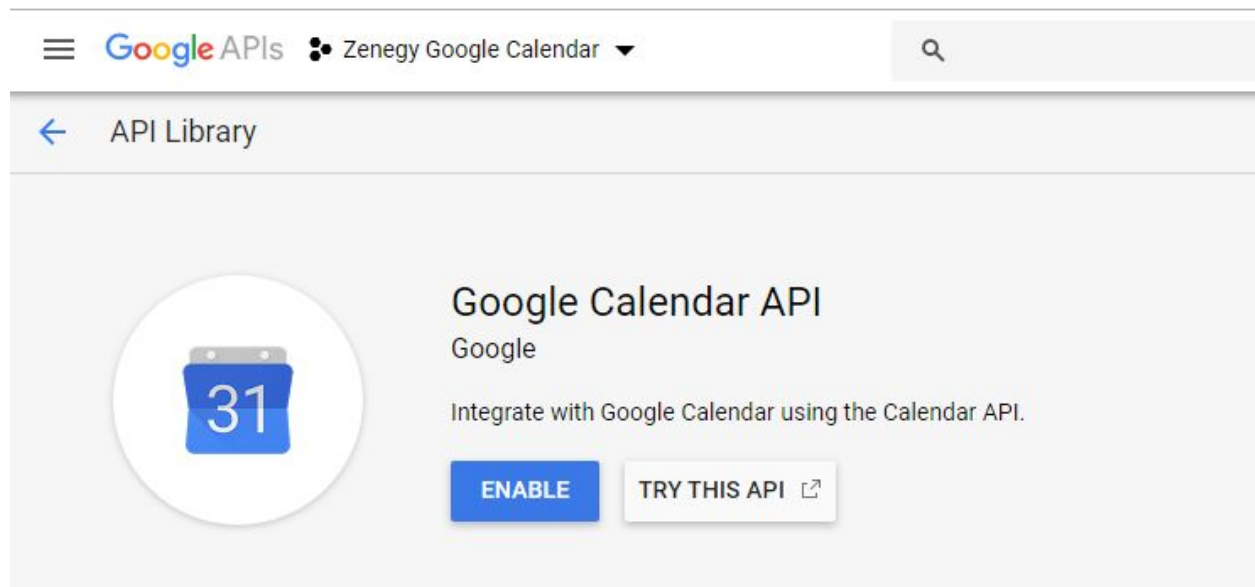 Google APIs Zenegy Google Calendar
API Library
Google Calendar API
Google
31
Integrate with Google Calendar using the Calendar API.
ENABLE TRY THIS API